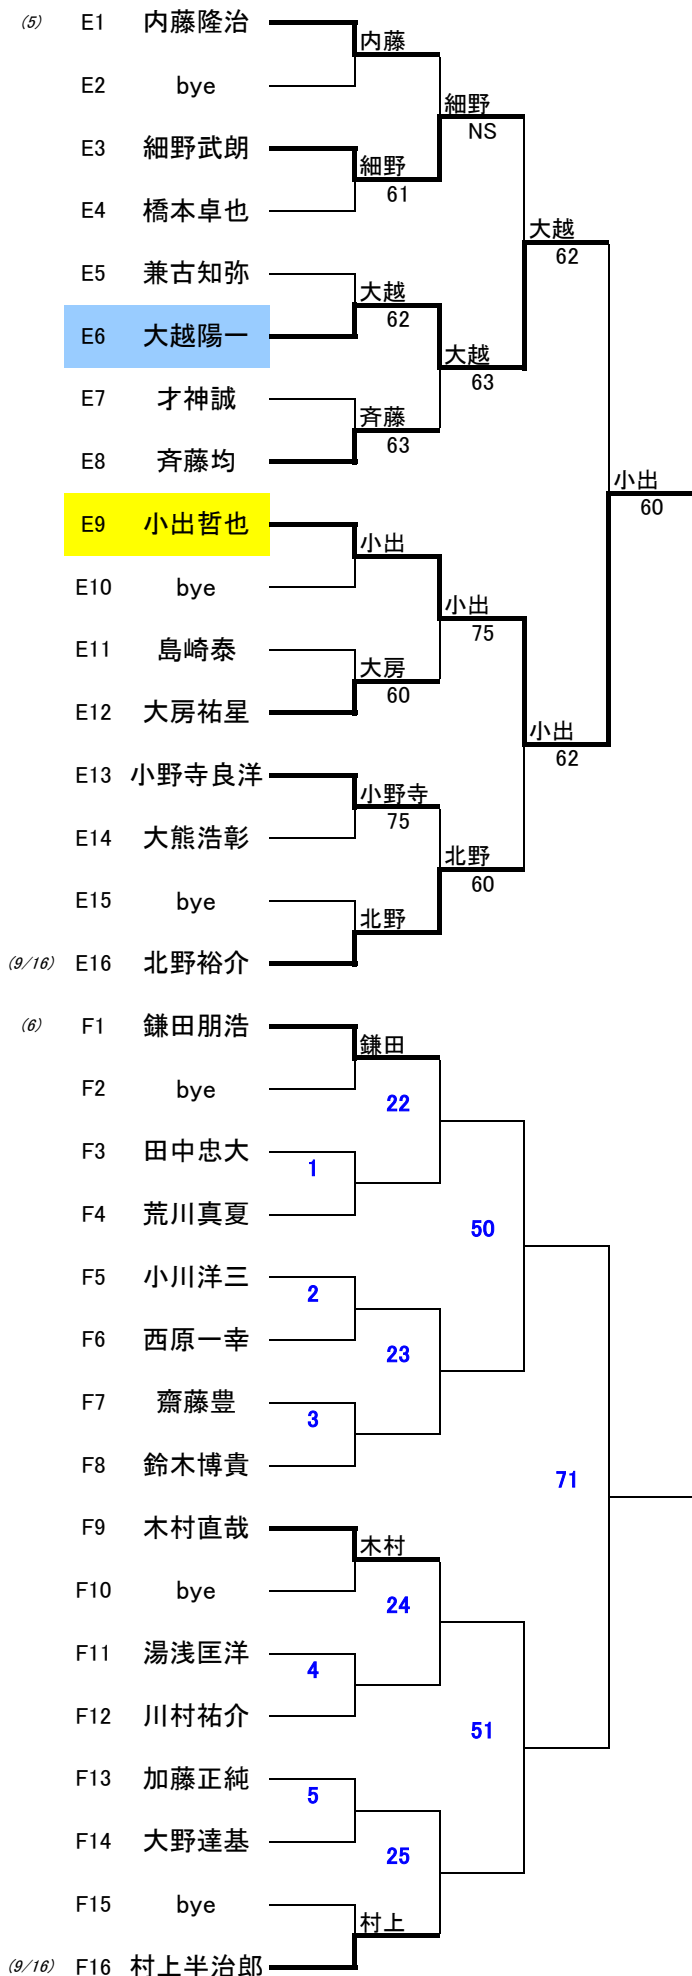 (5) E1 内藤隆治
内藤
E2 bye
細野
NS
E3 細野武朗
細野
61
E4 橋本卓也
大越
62
E5 兼古知弥
大越
62
E6 大越陽一
大越
63
E7 才神誠
斉藤
63
E8 斉藤均
小出
60
E9 小出哲也
小出
E10 bye
小出
75
E11 島崎泰
大房
60
E12 大房祐星
小出
62
E13 小野寺良洋
小野寺
75
E14 大熊浩彰
北野
60
E15 bye
北野
(9/16) E16 北野裕介
(6) F1 鎌田朋浩
鎌田
F2 bye
22
F3 田中忠大
1
F4 荒川真夏
50
F5 小川洋三
2
F6 西原一幸
23
F7 齋藤豊
3
F8 鈴木博貴
71
F9 木村直哉
木村
F10 bye
24
F11 湯浅匡洋
4
F12 川村祐介
51
F13 加藤正純
5
F14 大野達基
25
F15 bye
村上
(9/16) F16 村上半治郎